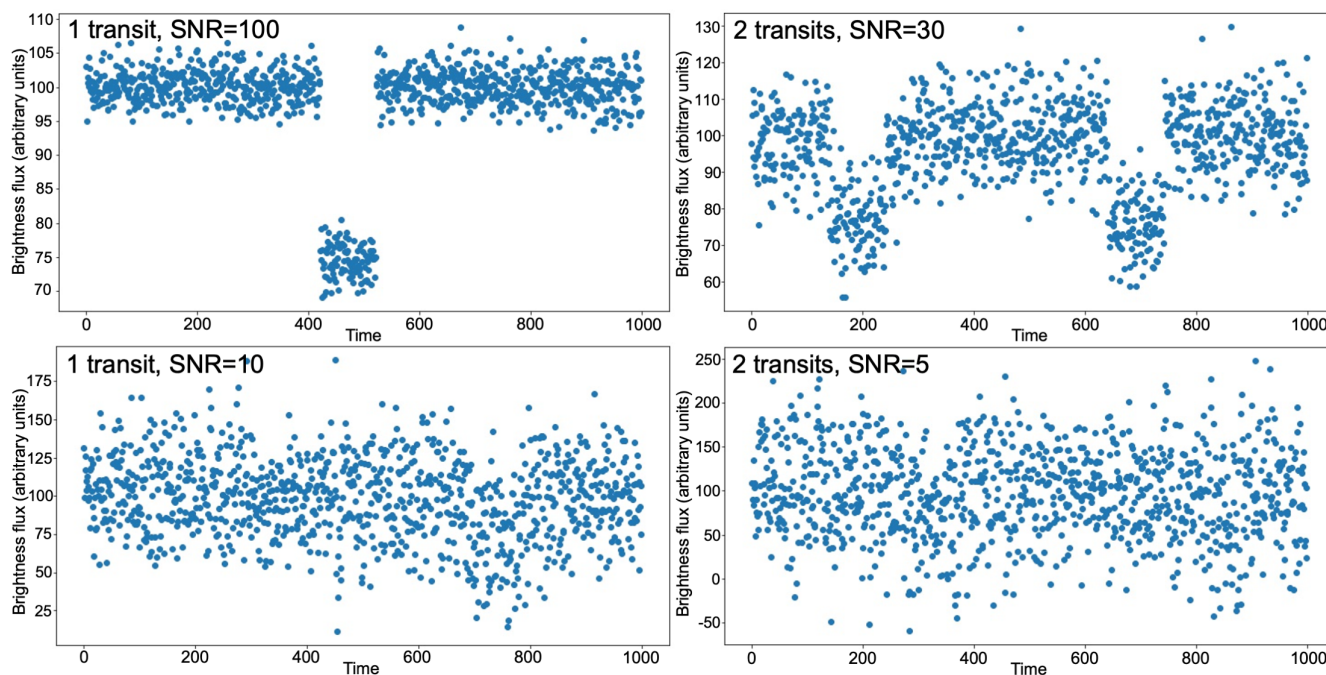 1 transit, SNR=100
Brightness flux (arbitrary units)
110
105
100
95
90
85
80
75
70
0 200 400 600 800 1000
Time
2 transits, SNR=30
Brightness flux (arbitrary units)
130
120
110
100
90
80
70
60
0 200 400 600 800 1000
Time
1 transit, SNR=10
Brightness flux (arbitrary units)
175
150
125
100
75
50
25
0 200 400 600 800 1000
Time
2 transits, SNR=5
Brightness flux (arbitrary units)
250
200
150
100
50
0
-50
0 200 400 600 800 1000
Time